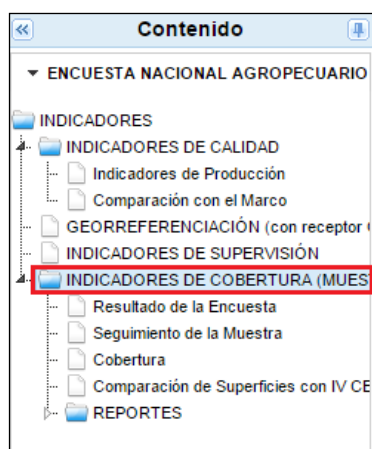 Contenido
ENCUESTA NACIONAL AGROPECUARIO
INDICADORES
INDICADORES DE CALIDAD
Indicadores de Producción
Comparación con el Marco
GEORREFERENCIACIÓN (con receptor
INDICADORES DE SUPERVISIÓN
INDICADORES DE COBERTURA (MUES
Resultado de la Encuesta
Seguimiento de la Muestra
Cobertura
Comparación de Superficies con IV CE
REPORTES